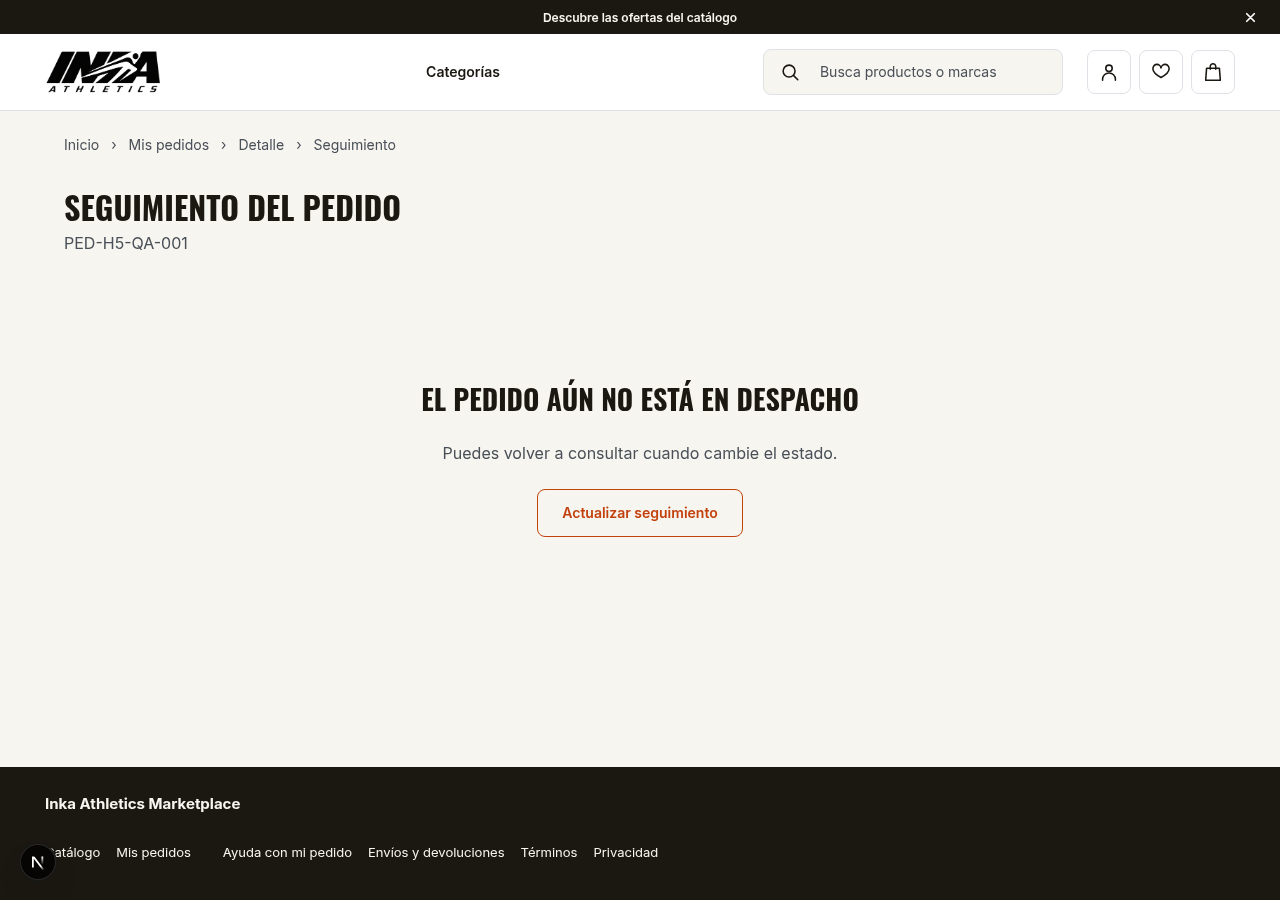 Descubre las ofertas del catálogo
INKA
ATHLETICS
Categorías
Busca productos o marcas
Inicio › Mis pedidos › Detalle › Seguimiento
SEGUIMIENTO DEL PEDIDO
PED-H5-QA-001
EL PEDIDO AÚN NO ESTÁ EN DESPACHO
Puedes volver a consultar cuando cambie el estado.
Actualizar seguimiento
Inka Athletics Marketplace
atálogo Mis pedidos Ayuda con mi pedido Envíos y devoluciones Términos Privacidad
N